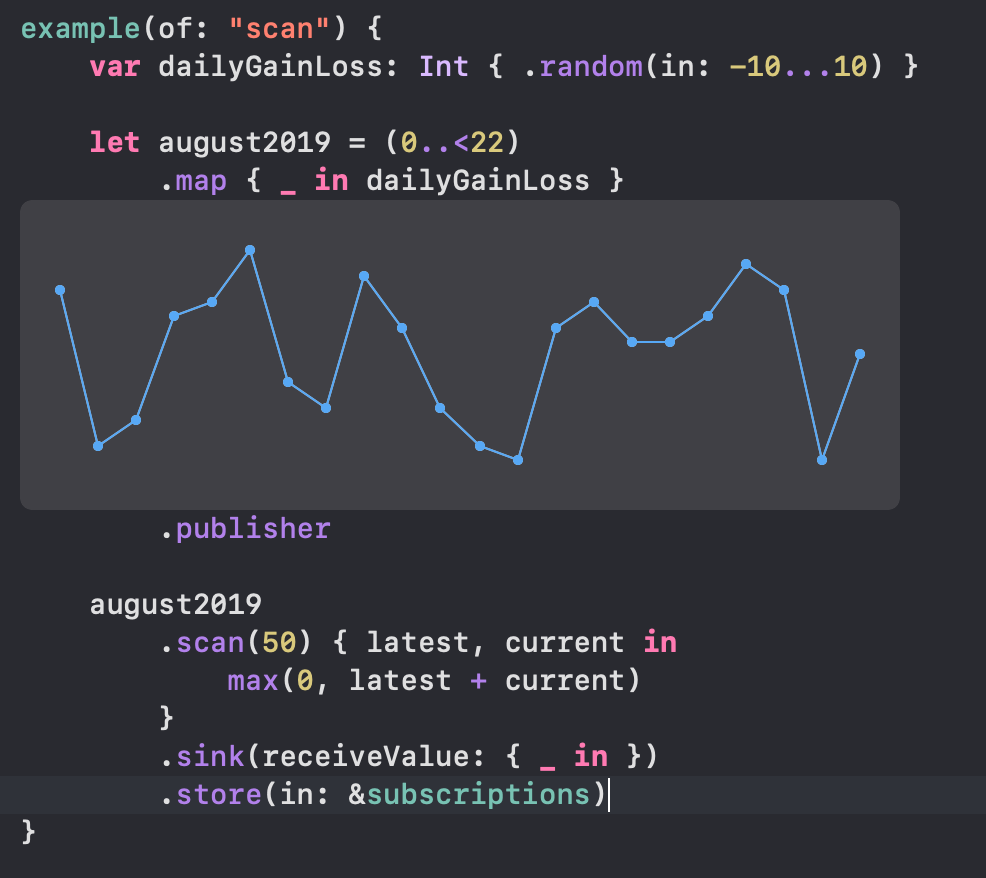 example(of: "scan") {
    var dailyGainLoss: Int { .random(in: -10...10) }

    let august2019 = (0..<22)
        .map { _ in dailyGainLoss }
        .publisher

    august2019
        .scan(50) { latest, current in
            max(0, latest + current)
        }
        .sink(receiveValue: { _ in })
        .store(in: &subscriptions)
}